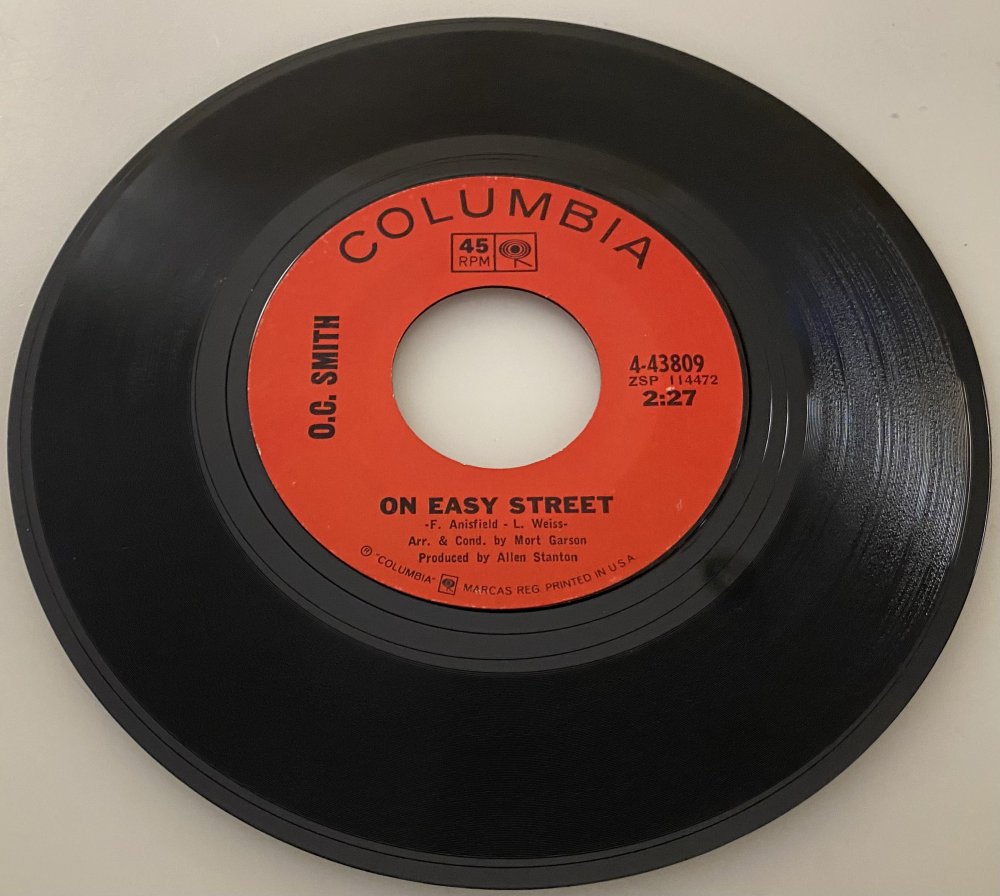 COLUMBIA
45
RPM
O.C. SMITH
4-43809
ZSP 114472
2:27
ON EASY STREET
-F. Anisfield - L. Weiss-
Arr. & Cond. by Mort Garson
Produced by Allen Stanton
® "COLUMBIA" MARCAS REG. PRINTED IN U.S.A.